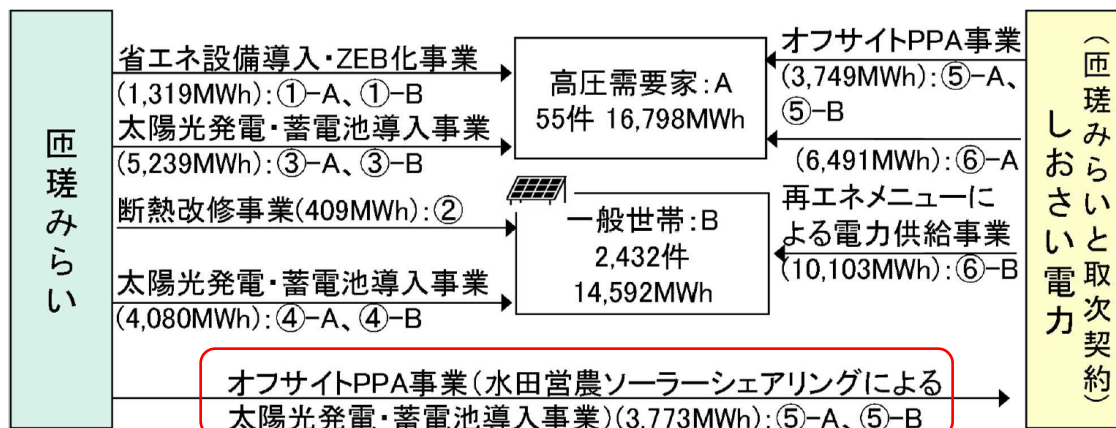 匝瑳みらい
省エネ設備導入・ZEB化事業
(1,319MWh):①-A、①-B
太陽光発電・蓄電池導入事業
(5,239MWh):③-A、③-B
断熱改修事業(409MWh):②
太陽光発電・蓄電池導入事業
(4,080MWh):④-A、④-B
高圧需要家:A
55件 16,798MWh
一般世帯:B
2,432件
14,592MWh
オフサイトPPA事業
(3,749MWh):⑤-A、
⑤-B
(6,491MWh):⑥-A
再エネメニューに
よる電力供給事業
(10,103MWh):⑥-B
オフサイトPPA事業(水田営農ソーラーシェアリングによる
太陽光発電・蓄電池導入事業)(3,773MWh):⑤-A、⑤-B
(匝瑳みらいと取次契約)
しおさい電力